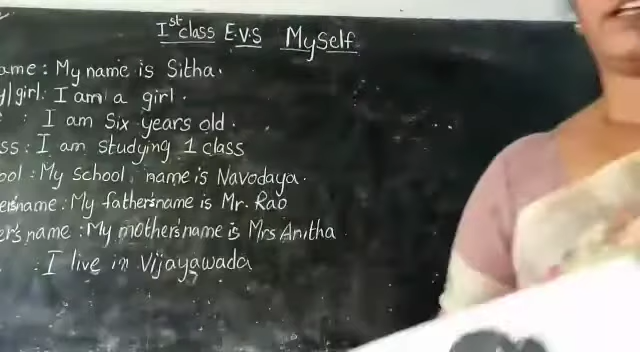 Ist class E.V.S Myself
ame : My name is Sitha.
y/girl : I am a girl.
: I am Six years old.
ss : I am studying 1 class
ool : My school name is Navodaya.
er'sname : My father'sname is Mr. Rao
er's name : My mother'sname is Mrs Anitha
: I live in Vijayawada